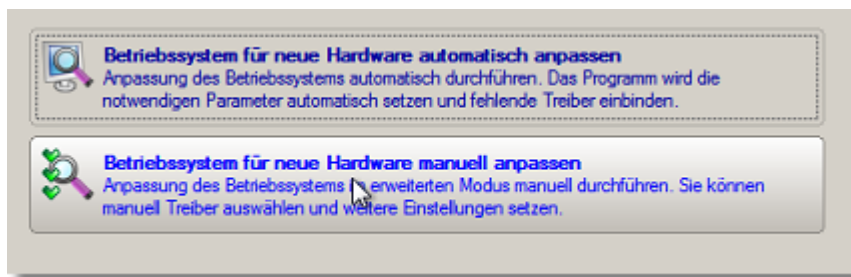 Betriebssystem für neue Hardware automatisch anpassen
Anpassung des Betriebssystems automatisch durchführen. Das Programm wird die
notwendigen Parameter automatisch setzen und fehlende Treiber einbinden.
Betriebssystem für neue Hardware manuell anpassen
Anpassung des Betriebssystems erweiterten Modus manuell durchführen. Sie können
manuell Treiber auswählen und weitere Einstellungen setzen.